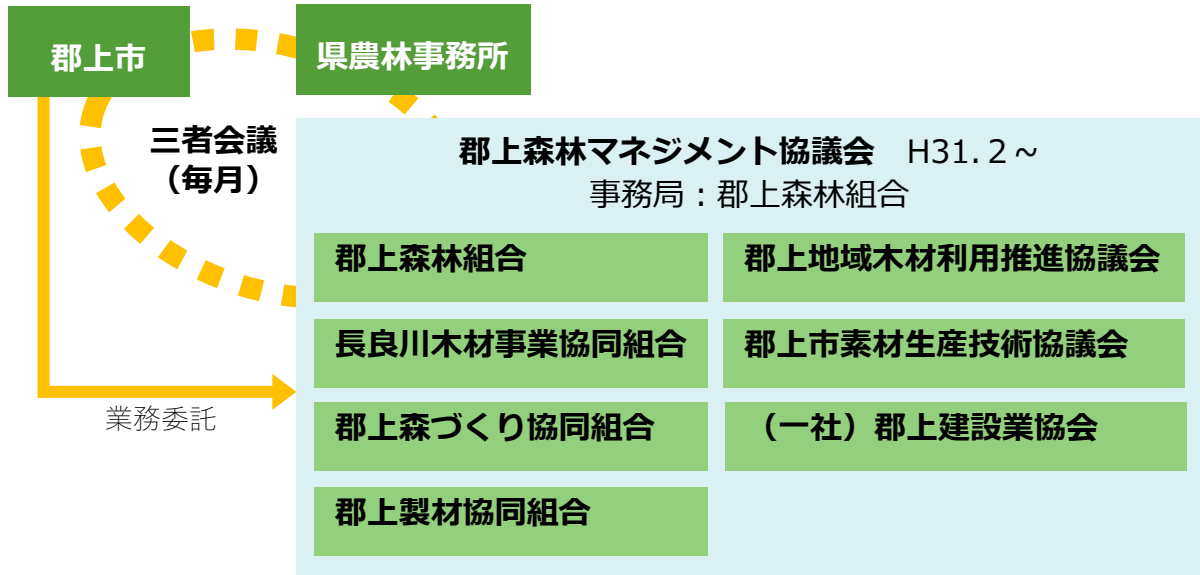 郡上市
県農林事務所
三者会議
（毎月）
郡上森林マネジメント協議会　H31.２～
事務局：郡上森林組合
郡上森林組合
郡上地域木材利用推進協議会
長良川木材事業協同組合
郡上市素材生産技術協議会
郡上森づくり協同組合
（一社）郡上建設業協会
郡上製材協同組合
業務委託